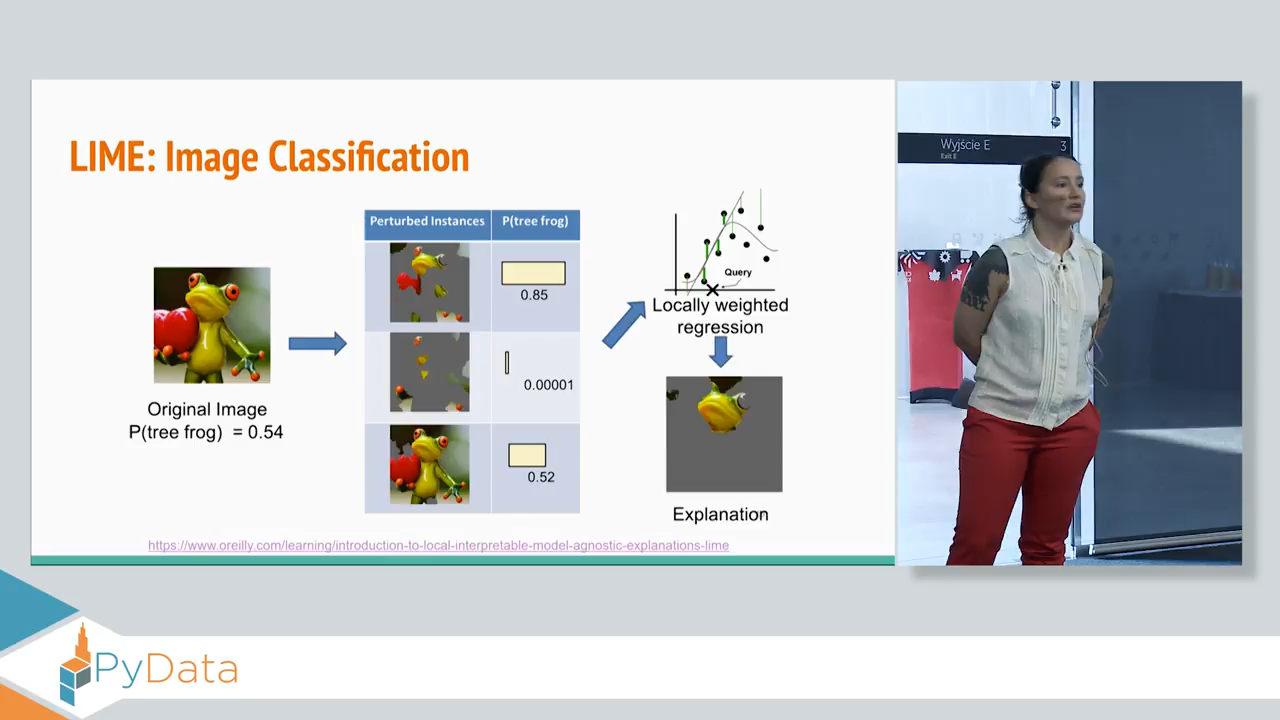 LIME: Image Classification
Perturbed Instances
P(tree frog)
0.85
0.00001
0.52
Original Image
P(tree frog) = 0.54
Query
Locally weighted
regression
Explanation
https://www.oreilly.com/learning/introduction-to-local-interpretable-model-agnostic-explanations-lime
Wyjście E
Exit E
3
PyData